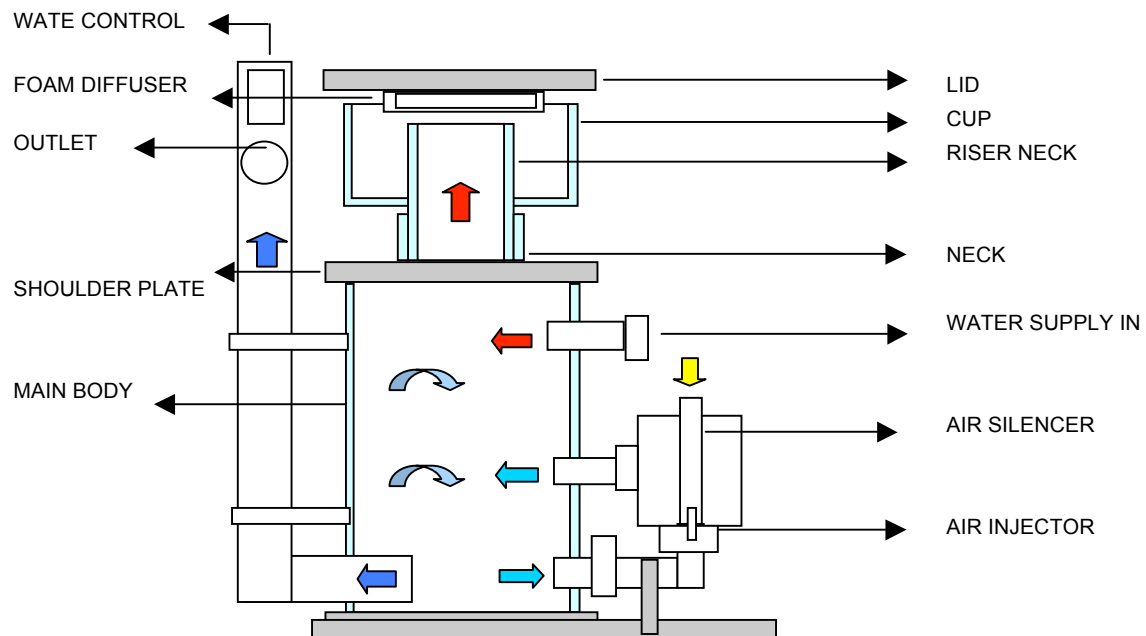 WATE CONTROL
FOAM DIFFUSER
OUTLET
SHOULDER PLATE
MAIN BODY
LID
CUP
RISER NECK
NECK
WATER SUPPLY IN
AIR SILENCER
AIR INJECTOR